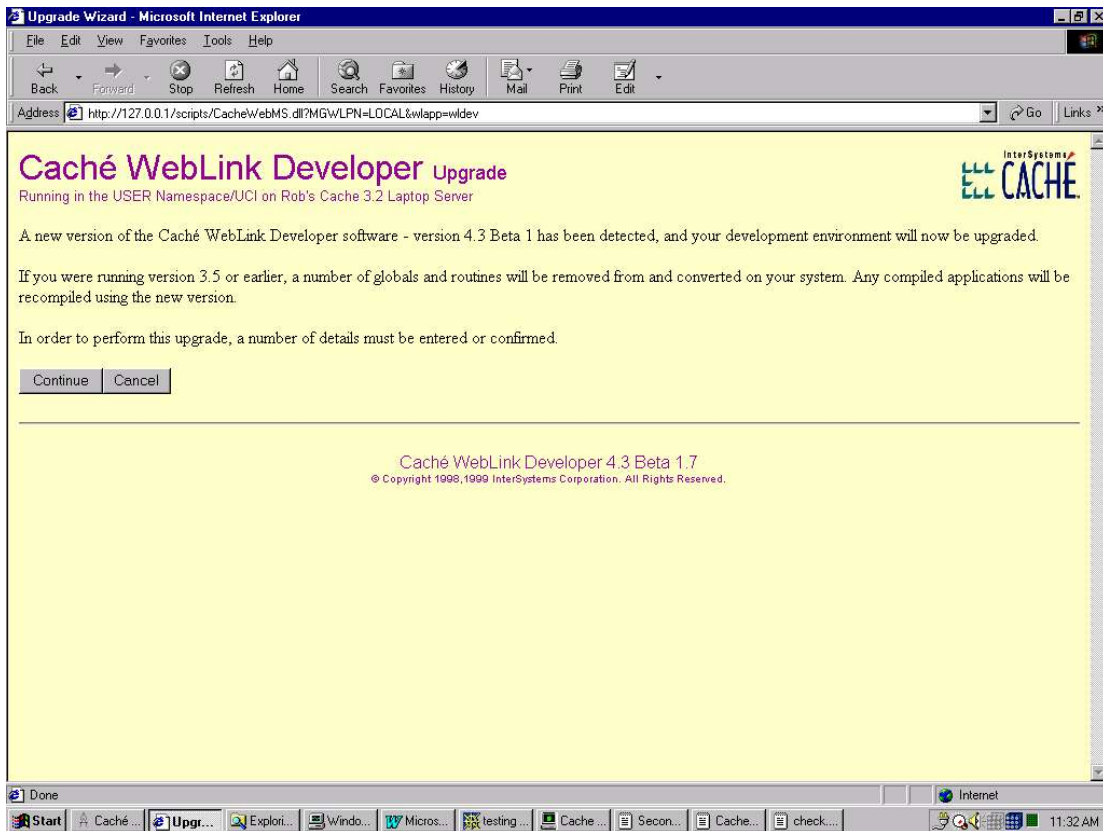 Upgrade Wizard - Microsoft Internet Explorer
File Edit View Favorites Tools Help
Back Forward Stop Refresh Home Search Favorites History Mail Print Edit
Address http://127.0.0.1/scripts/CacheWebMS.dll?MGWLPN=LOCAL&wlapp=wldev Go Links »
Caché WebLink Developer Upgrade
InterSystems
CACHÉ
Running in the USER Namespace/UCI on Rob's Cache 3.2 Laptop Server
A new version of the Caché WebLink Developer software - version 4.3 Beta 1 has been detected, and your development environment will now be upgraded.
If you were running version 3.5 or earlier, a number of globals and routines will be removed from and converted on your system. Any compiled applications will be
recompiled using the new version.
In order to perform this upgrade, a number of details must be entered or confirmed.
Continue Cancel
Caché WebLink Developer 4.3 Beta 1.7
© Copyright 1998,1999 InterSystems Corporation. All Rights Reserved.
Done Internet
Start Caché ... Upgr... Explori... Windo... Micros... testing ... Cache ... Secon... Cache... check.... 11:32 AM